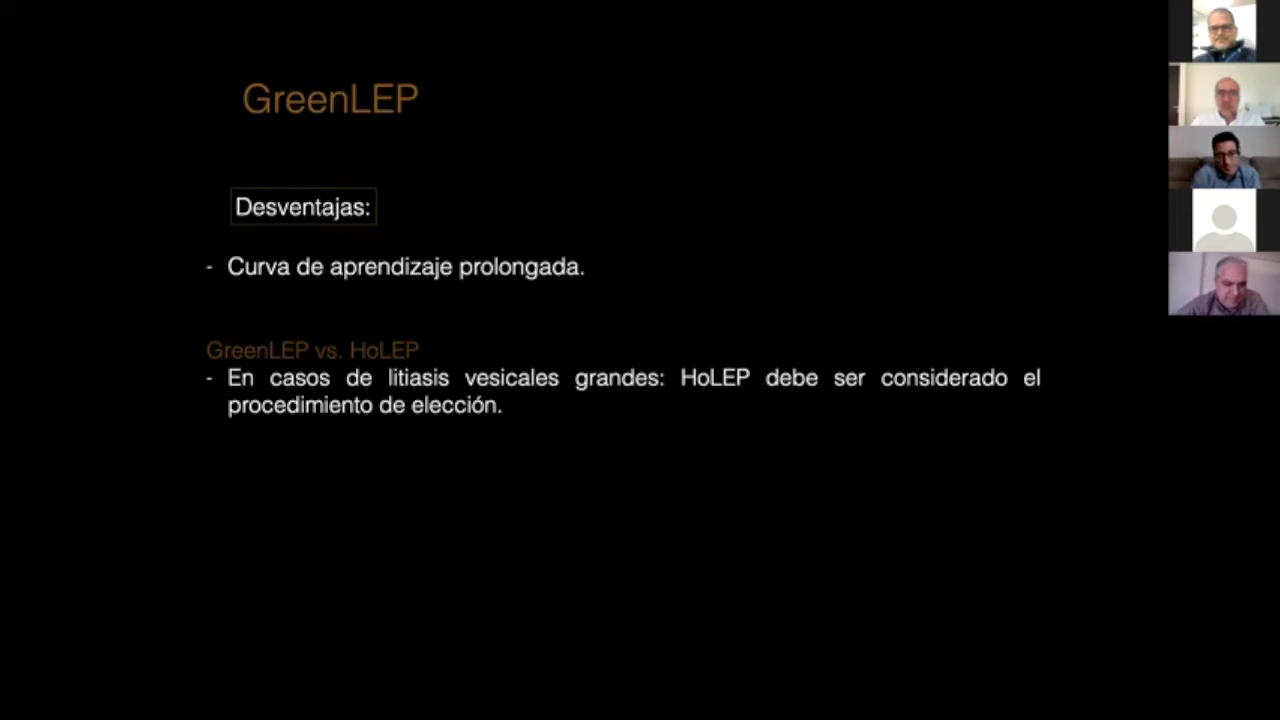 GreenLEP
Desventajas:
- Curva de aprendizaje prolongada.
GreenLEP vs. HoLEP
- En casos de litiasis vesicales grandes: HoLEP debe ser considerado el
procedimiento de elección.